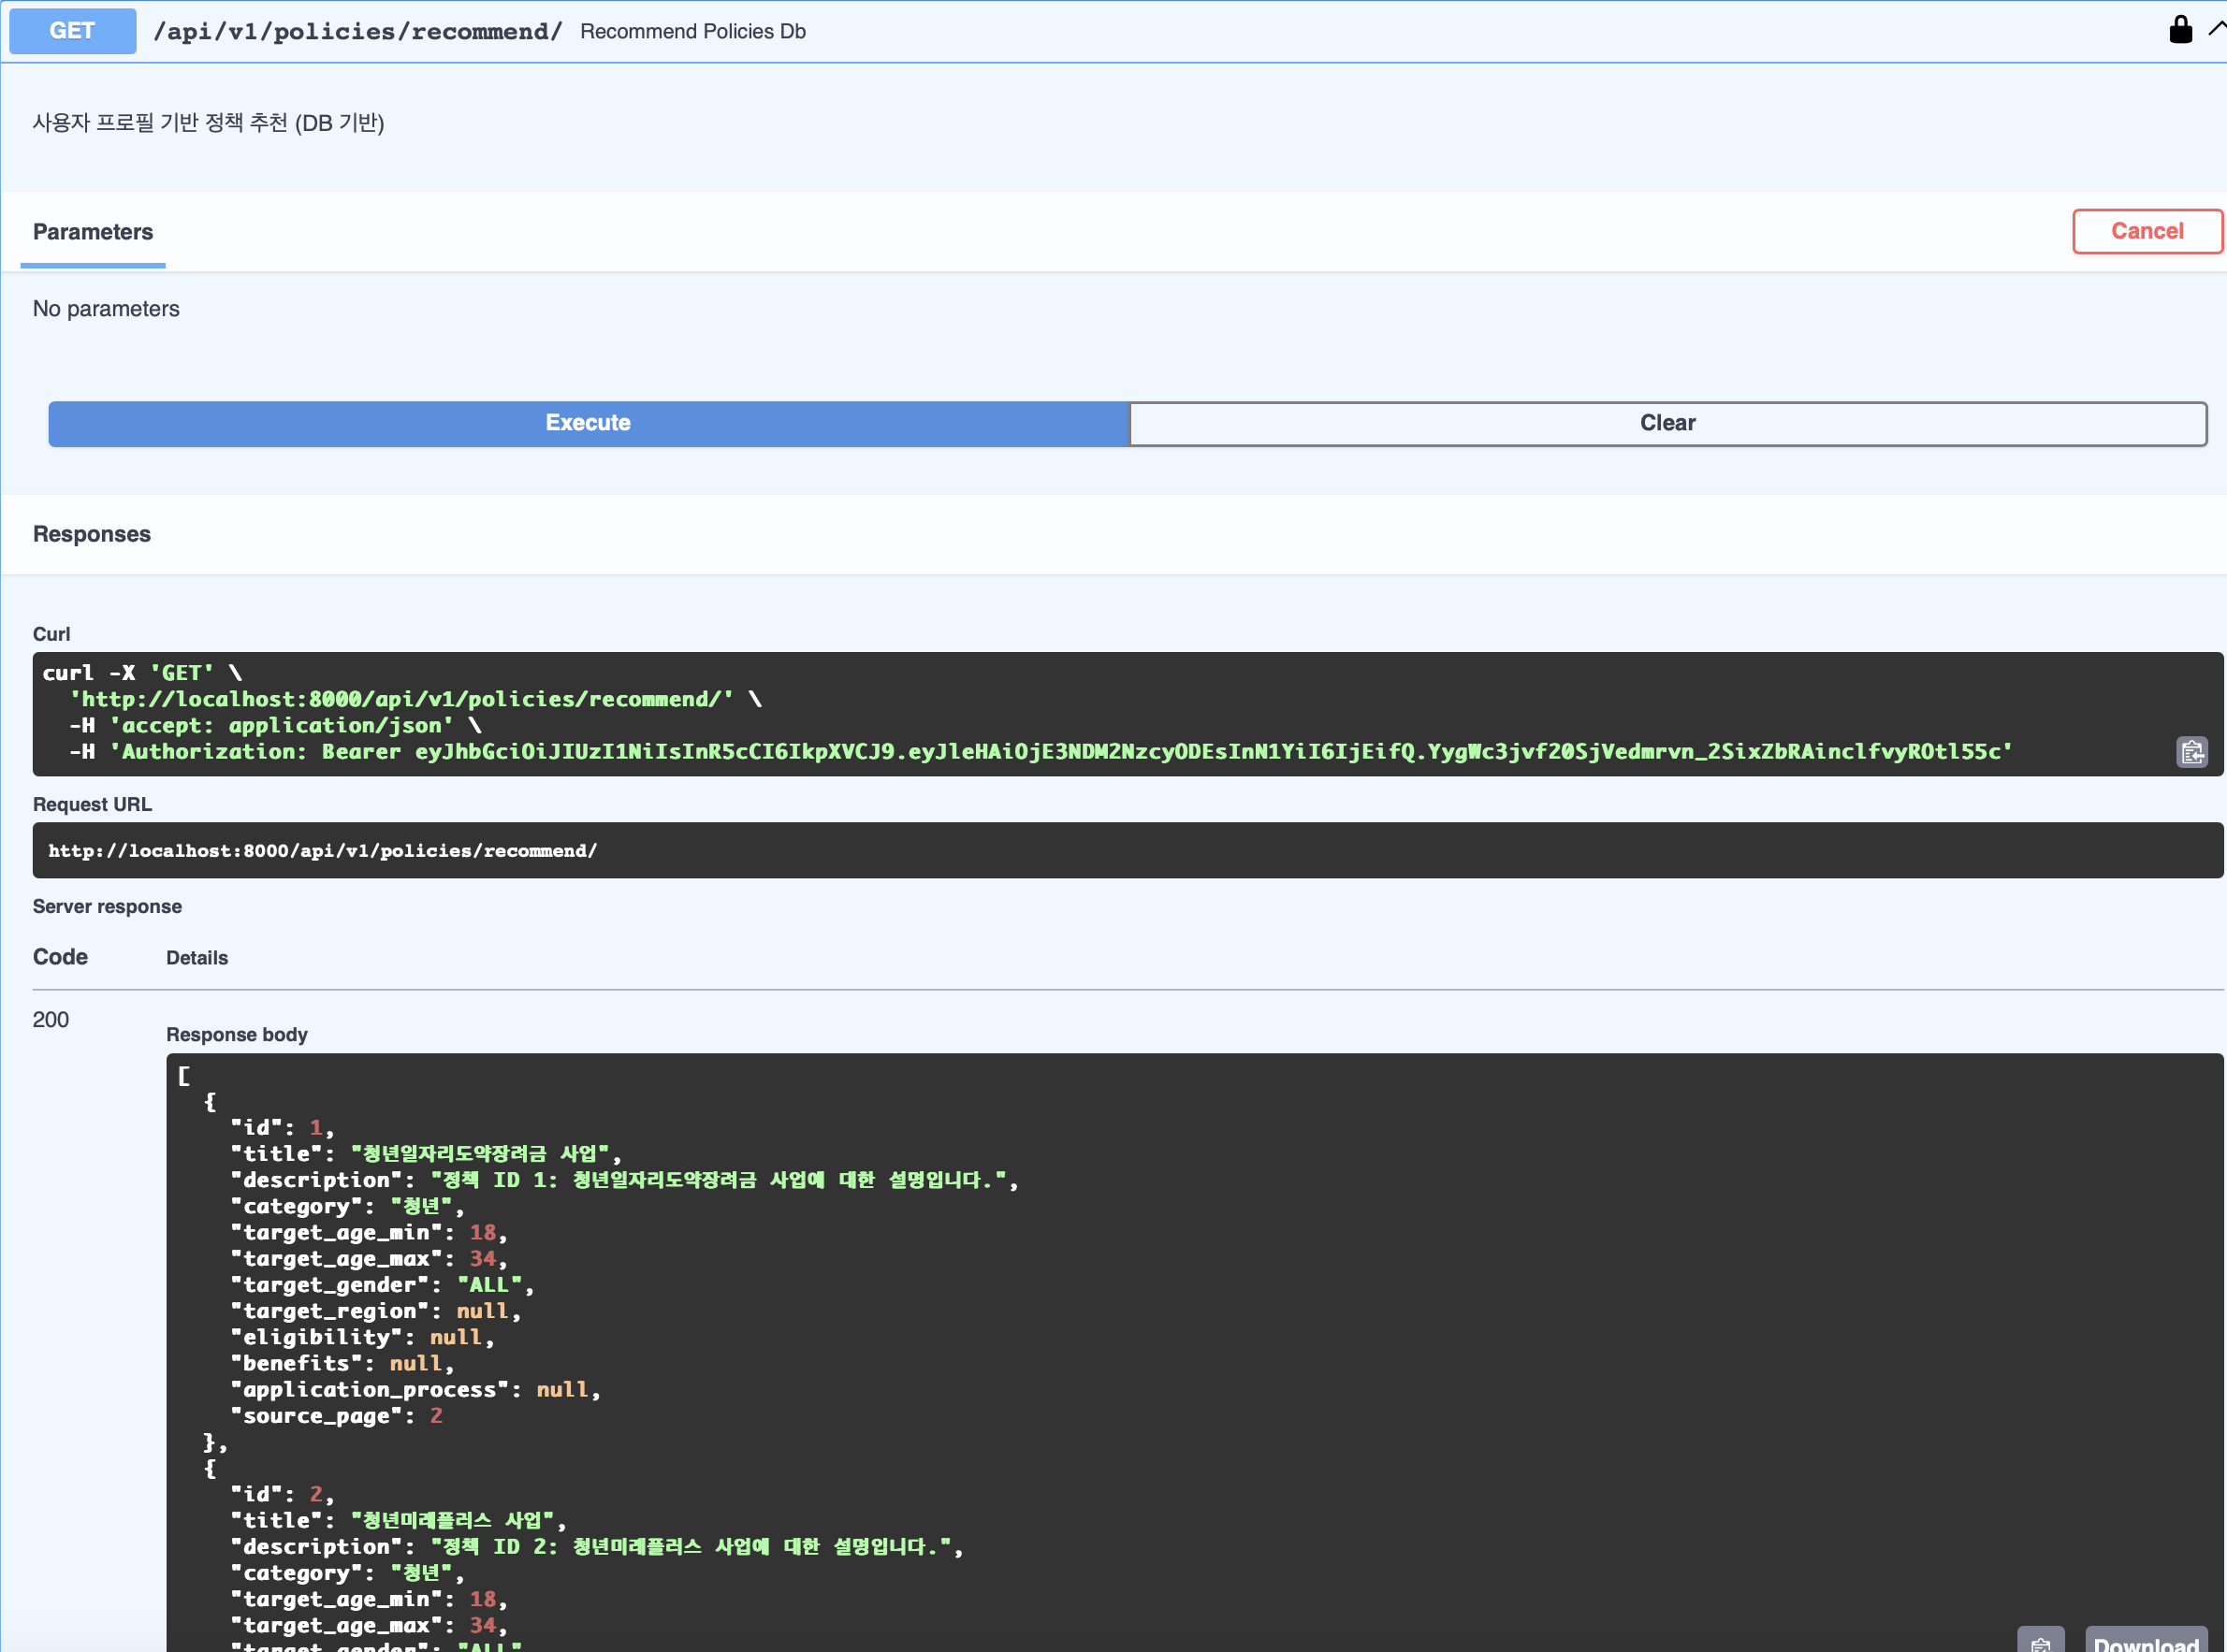 GET /api/v1/policies/recommend/ Recommend Policies Db
사용자 프로필 기반 정책 추천 (DB 기반)
Parameters
Cancel
No parameters
Execute
Clear
Responses
Curl
curl -X 'GET' \
  'http://localhost:8000/api/v1/policies/recommend/' \
  -H 'accept: application/json' \
  -H 'Authorization: Bearer eyJhbGciOiJIUzI1NiIsInR5cCI6IkpXVCJ9.eyJleHAiOjE3NDM2NzcyODEsInN1YiI6IjEifQ.YygWc3jvf20SjVedmrvn_2SixZbRAinclfvyROtl55c'
Request URL
http://localhost:8000/api/v1/policies/recommend/
Server response
Code Details
200
Response body
[
  {
    "id": 1,
    "title": "청년일자리도약장려금 사업",
    "description": "정책 ID 1: 청년일자리도약장려금 사업에 대한 설명입니다.",
    "category": "청년",
    "target_age_min": 18,
    "target_age_max": 34,
    "target_gender": "ALL",
    "target_region": null,
    "eligibility": null,
    "benefits": null,
    "application_process": null,
    "source_page": 2
  },
  {
    "id": 2,
    "title": "청년미래플러스 사업",
    "description": "정책 ID 2: 청년미래플러스 사업에 대한 설명입니다.",
    "category": "청년",
    "target_age_min": 18,
    "target_age_max": 34,
    "target_gender": "ALL"
Download